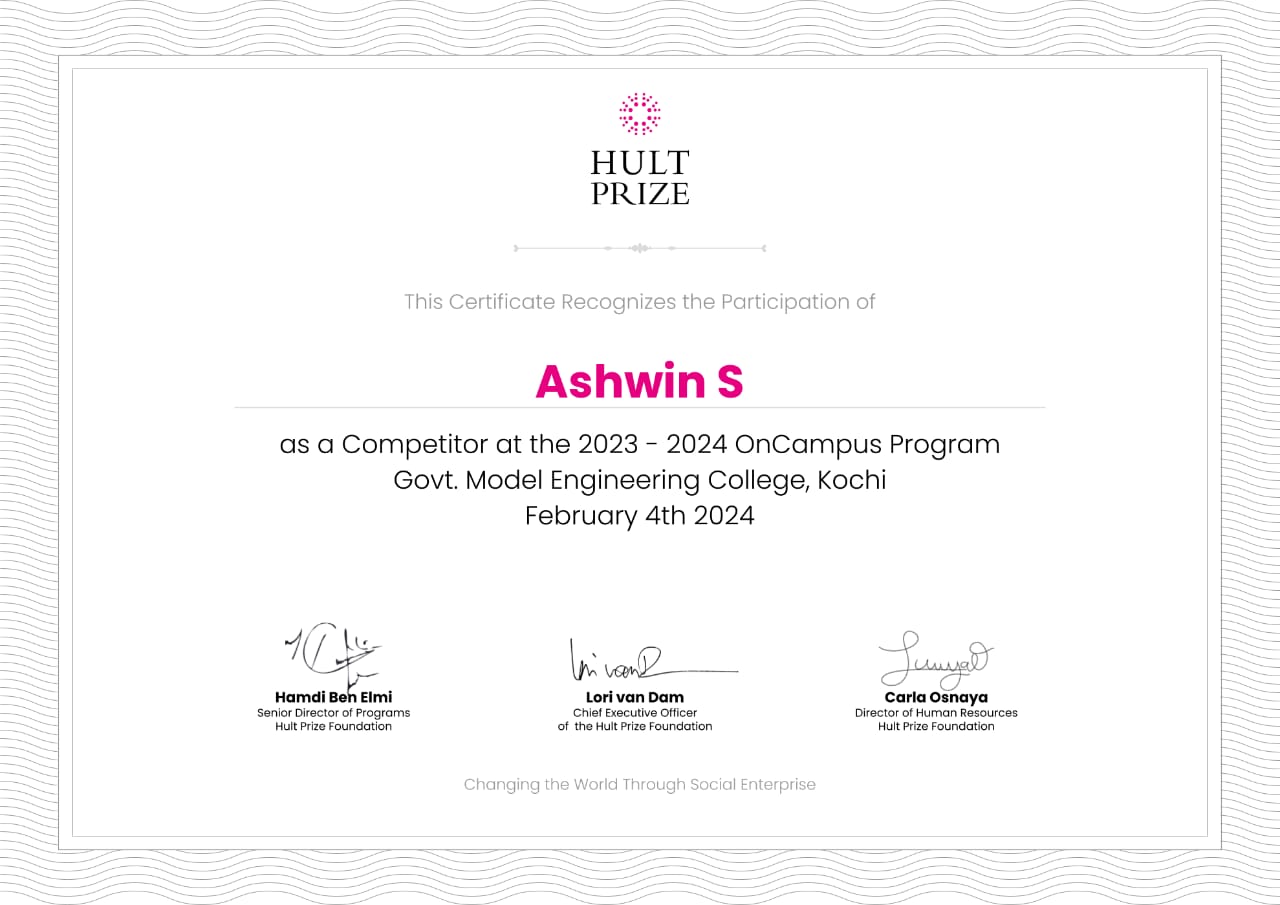 HULT
PRIZE
This Certificate Recognizes the Participation of
Ashwin S
as a Competitor at the 2023 - 2024 OnCampus Program
Govt. Model Engineering College, Kochi
February 4th 2024
Hamdi Ben Elmi
Senior Director of Programs
Hult Prize Foundation
Lori van Dam
Chief Executive Officer
of the Hult Prize Foundation
Carla Osnaya
Director of Human Resources
Hult Prize Foundation
Changing the World Through Social Enterprise